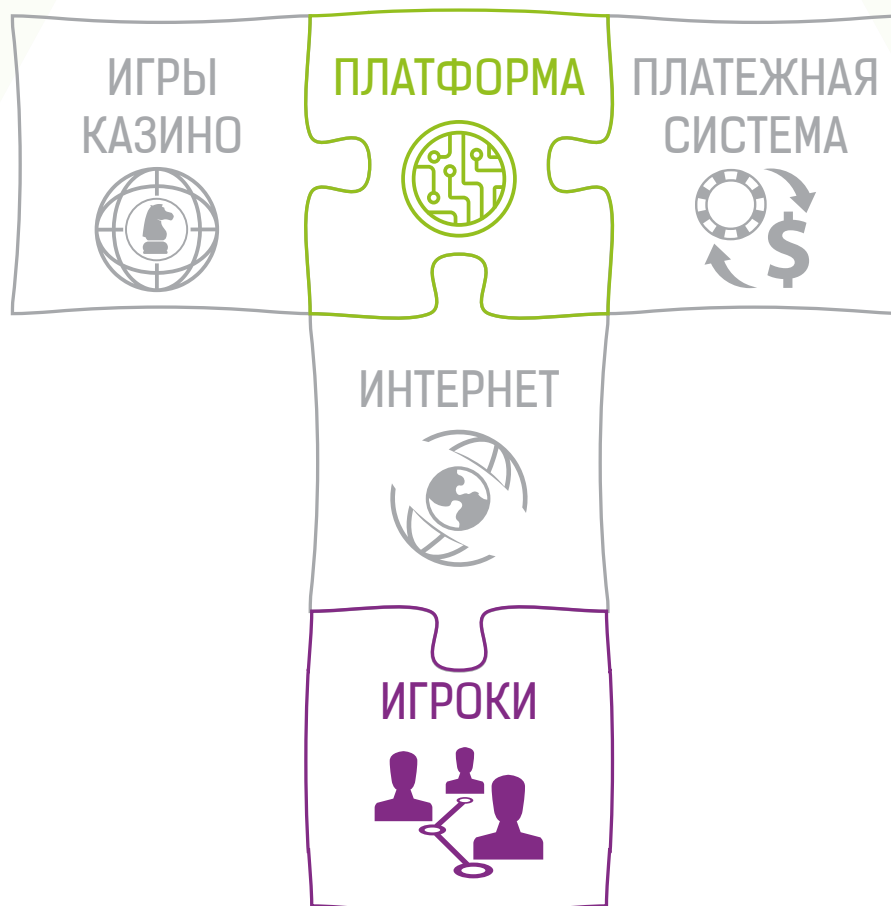 ИГРЫ
КАЗИНО
ПЛАТФОРМА
ПЛАТЕЖНАЯ
СИСТЕМА
$
ИНТЕРНЕТ
ИГРОКИ